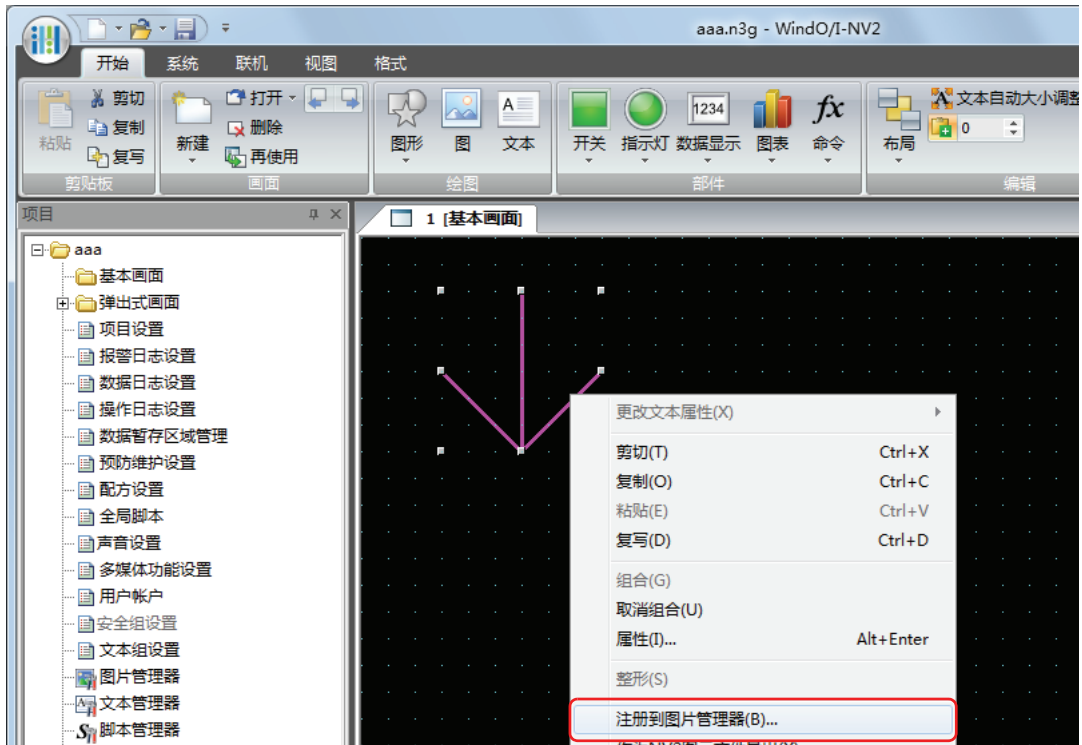 aaa.n3g - WindO/I-NV2
开始 系统 联机 视图 格式
粘贴 剪切 复制 复写
剪贴板
新建 打开 删除 再使用
画面
图形 图 A 文本
绘图
开关 指示灯 1234 数据显示 图表 fx 命令
部件
布局 A 文本自动大小调整 0
编辑
项目
1 [基本画面]
aaa
基本画面
弹出式画面
项目设置
报警日志设置
数据日志设置
操作日志设置
数据暂存区域管理
预防维护设置
配方设置
全局脚本
声音设置
多媒体功能设置
用户帐户
安全组设置
文本组设置
图片管理器
文本管理器
脚本管理器
更改文本属性(X)
剪切(T) Ctrl+X
复制(O) Ctrl+C
粘贴(E) Ctrl+V
复写(D) Ctrl+D
组合(G)
取消组合(U)
属性(I)... Alt+Enter
整形(S)
注册到图片管理器(B)...